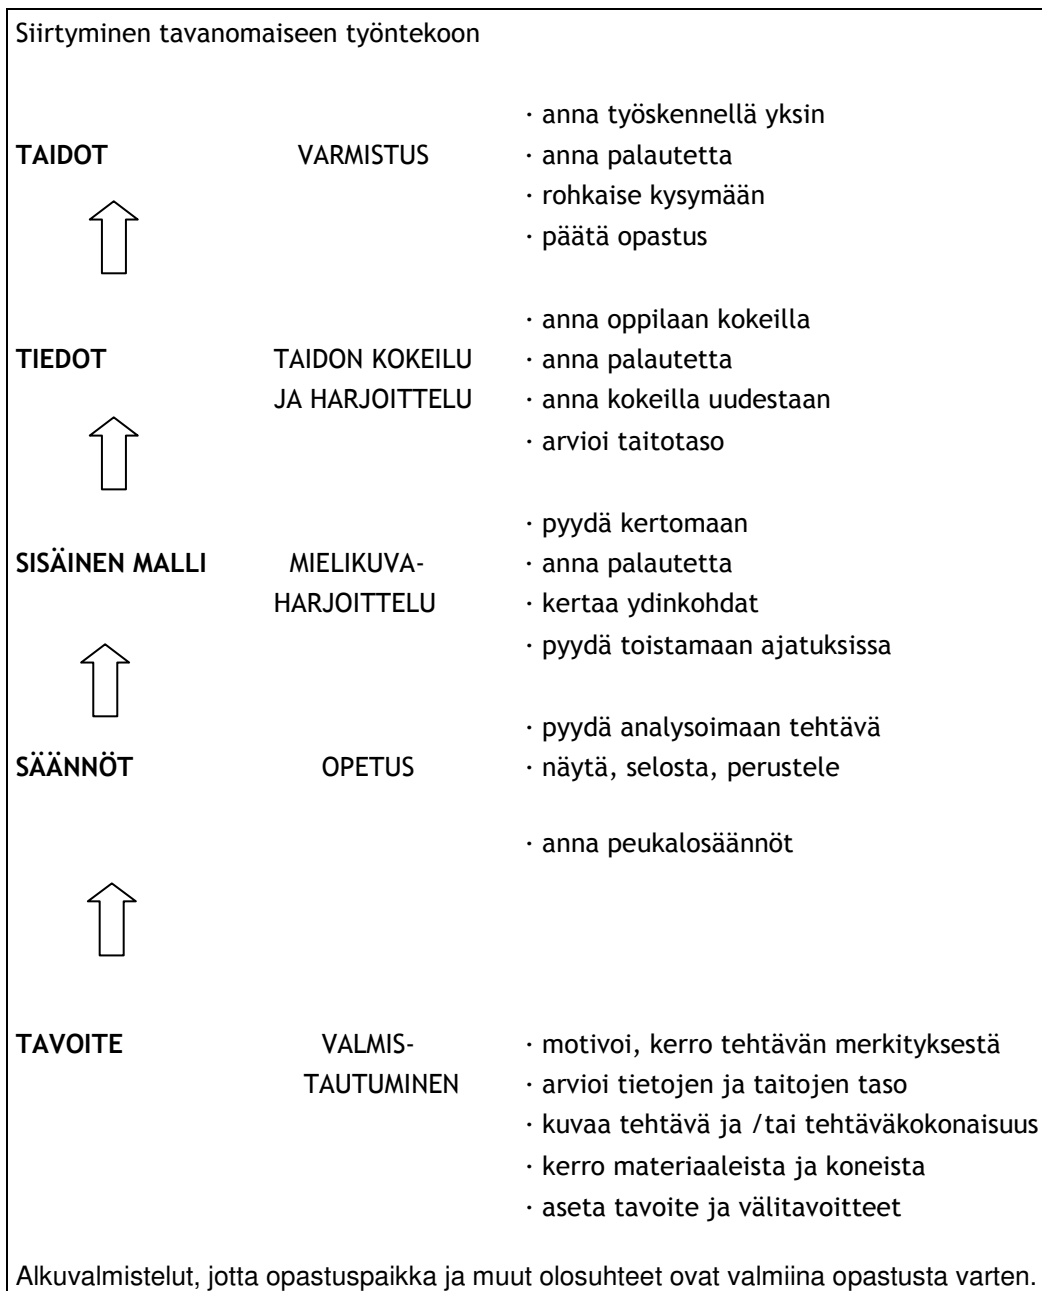 Siirtyminen tavanomaiseen työntekoon
· anna työskennellä yksin
TAIDOT VARMISTUS · anna palautetta
· rohkaise kysymään
· päätä opastus
· anna oppilaan kokeilla
TIEDOT TAIDON KOKEILU · anna palautetta
JA HARJOITTELU · anna kokeilla uudestaan
· arvioi taitotaso
· pyydä kertomaan
SISÄINEN MALLI MIELIKUVA- · anna palautetta
HARJOITTELU · kertaa ydinkohdat
· pyydä toistamaan ajatuksissa
· pyydä analysoimaan tehtävä
SÄÄNNÖT OPETUS · näytä, selosta, perustele
· anna peukalosäännöt
TAVOITE VALMIS- · motivoi, kerro tehtävän merkityksestä
TAUTUMINEN · arvioi tietojen ja taitojen taso
· kuvaa tehtävä ja /tai tehtäväkokonaisuus
· kerro materiaaleista ja koneista
· aseta tavoite ja välitavoitteet
Alkuvalmistelut, jotta opastuspaikka ja muut olosuhteet ovat valmiina opastusta varten.